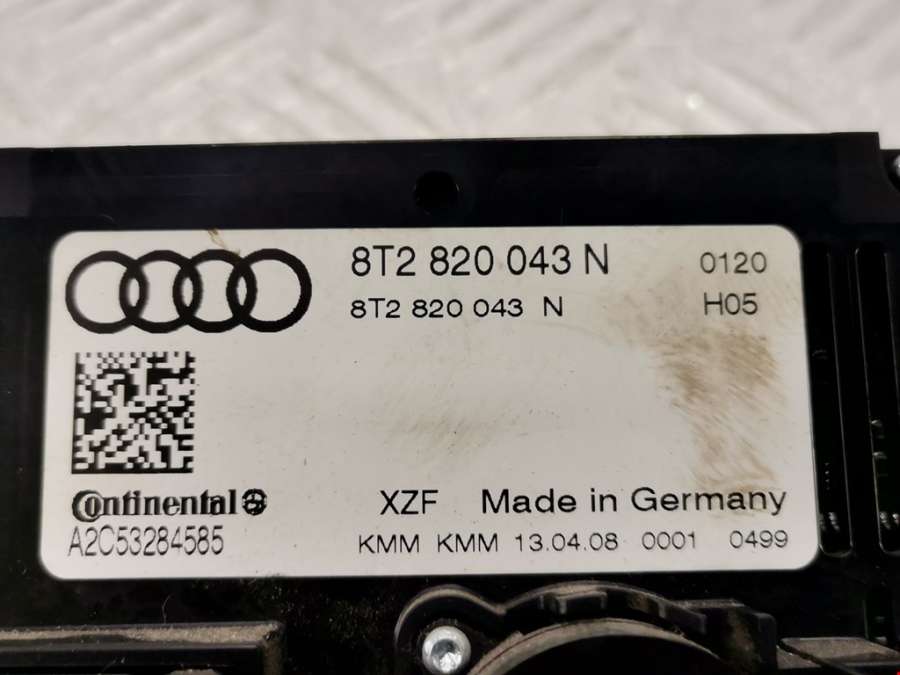 8T2 820 043 N 0120
8T2 820 043 N H05
Continental
XZF Made in Germany
A2C53284585
KMM KMM 13.04.08 0001 0499